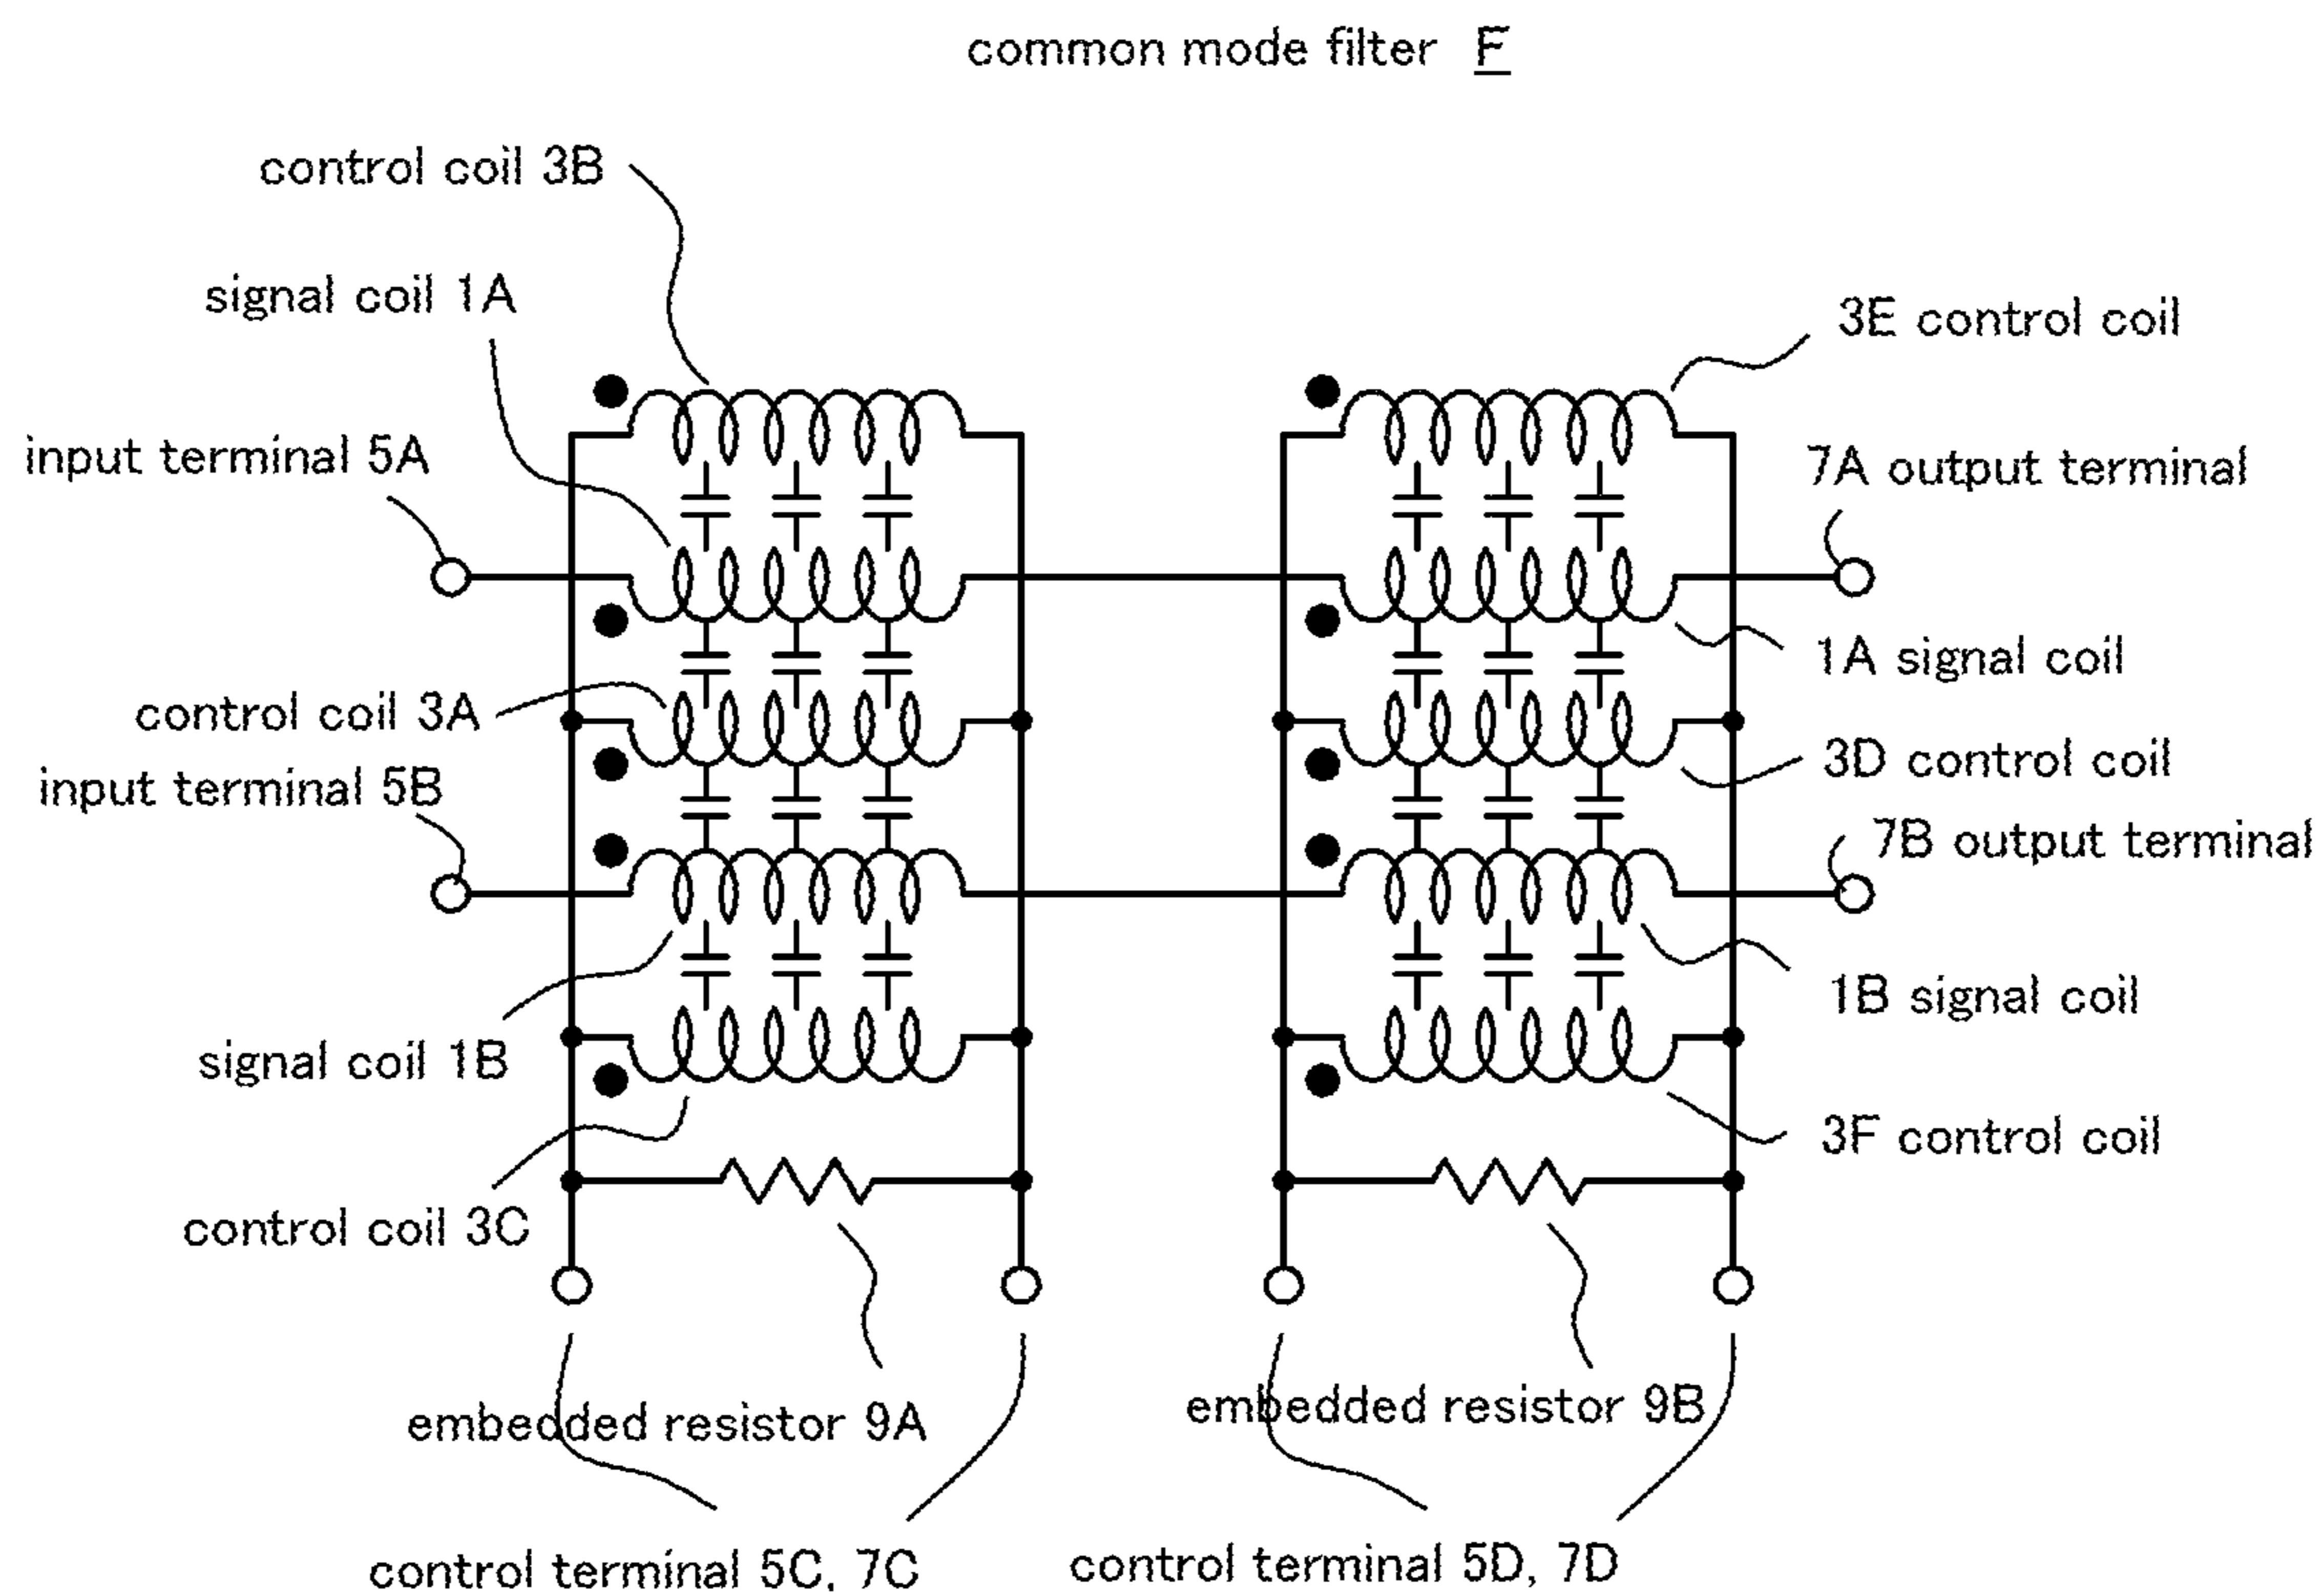 common mode filter F
control coil 3B
signal coil 1A
3E control coil
input terminal 5A
7A output terminal
1A signal coil
control coil 3A
3D control coil
input terminal 5B
7B output terminal
1B signal coil
signal coil 1B
3F control coil
control coil 3C
embedded resistor 9A
embedded resistor 9B
control terminal 5C, 7C
control terminal 5D, 7D